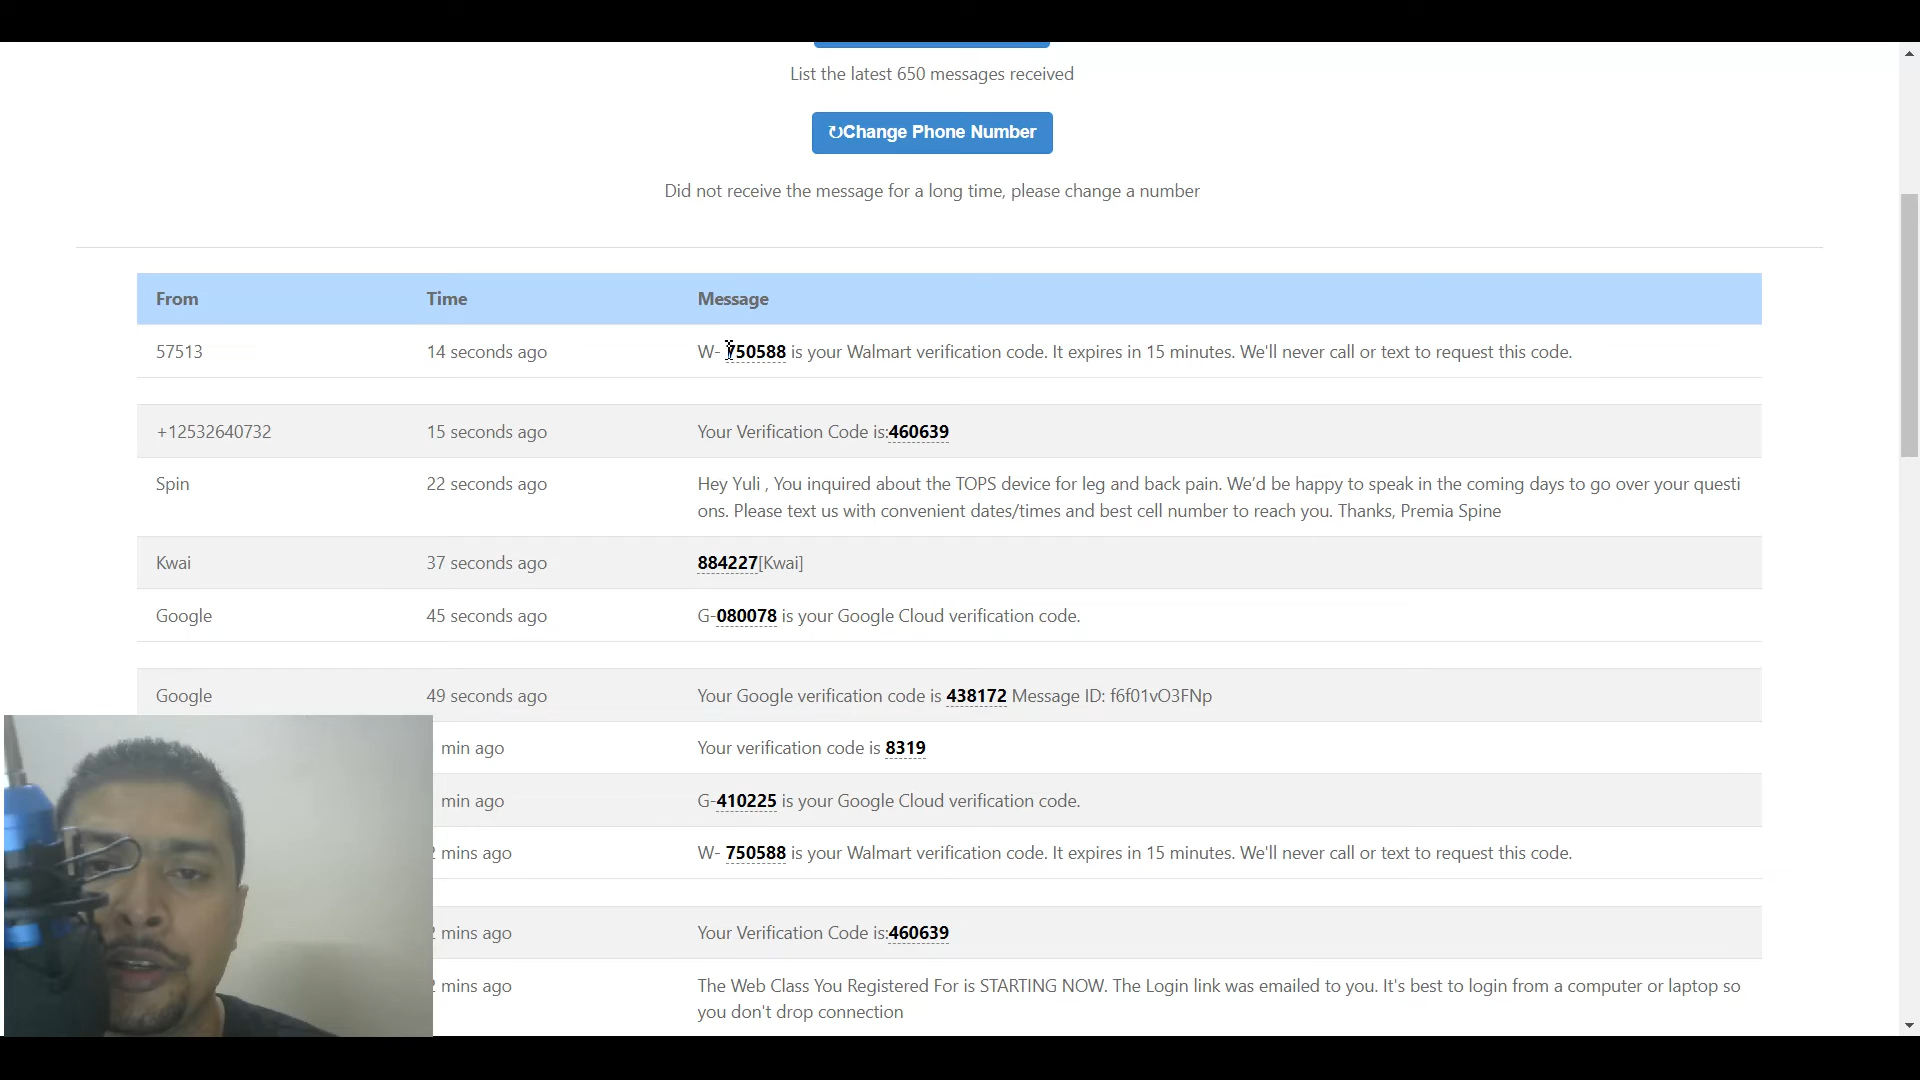 List the latest 650 messages received
↻Change Phone Number
Did not receive the message for a long time, please change a number
From Time Message
57513 14 seconds ago W- 750588 is your Walmart verification code. It expires in 15 minutes. We'll never call or text to request this code.
+12532640732 15 seconds ago Your Verification Code is:460639
Spin 22 seconds ago Hey Yuli , You inquired about the TOPS device for leg and back pain. We’d be happy to speak in the coming days to go over your questi
ons. Please text us with convenient dates/times and best cell number to reach you. Thanks, Premia Spine
Kwai 37 seconds ago 884227[Kwai]
Google 45 seconds ago G-080078 is your Google Cloud verification code.
Google 49 seconds ago Your Google verification code is 438172 Message ID: f6f01vO3FNp
min ago Your verification code is 8319
min ago G-410225 is your Google Cloud verification code.
2 mins ago W- 750588 is your Walmart verification code. It expires in 15 minutes. We'll never call or text to request this code.
2 mins ago Your Verification Code is:460639
2 mins ago The Web Class You Registered For is STARTING NOW. The Login link was emailed to you. It's best to login from a computer or laptop so
you don't drop connection